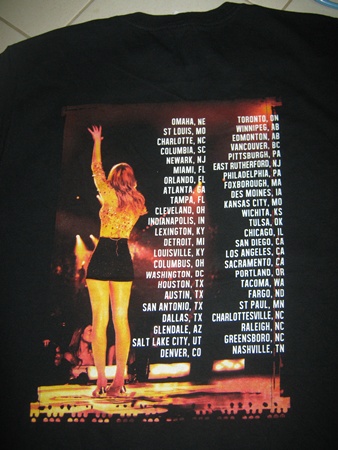 OMAHA, NE
ST LOUIS, MO
CHARLOTTE, NC
COLUMBIA, SC
NEWARK, NJ
MIAMI, FL
ORLANDO, FL
ATLANTA, GA
TAMPA, FL
CLEVELAND, OH
INDIANAPOLIS, IN
LEXINGTON, KY
DETROIT, MI
LOUISVILLE, KY
COLUMBUS, OH
WASHINGTON, DC
HOUSTON, TX
AUSTIN, TX
SAN ANTONIO, TX
DALLAS, TX
GLENDALE, AZ
SALT LAKE CITY, UT
DENVER, CO
TORONTO, ON
WINNIPEG, AB
EDMONTON, AB
VANCOUVER, BC
PITTSBURGH, PA
EAST RUTHERFORD, NJ
PHILADELPHIA, PA
FOXBOROUGH, MA
DES MOINES, IA
KANSAS CITY, MO
WICHITA, KS
TULSA, OK
CHICAGO, IL
SAN DIEGO, CA
LOS ANGELES, CA
SACRAMENTO, CA
PORTLAND, OR
TACOMA, WA
FARGO, ND
ST PAUL, MN
CHARLOTTESVILLE, NC
RALEIGH, NC
GREENSBORO, NC
NASHVILLE, TN